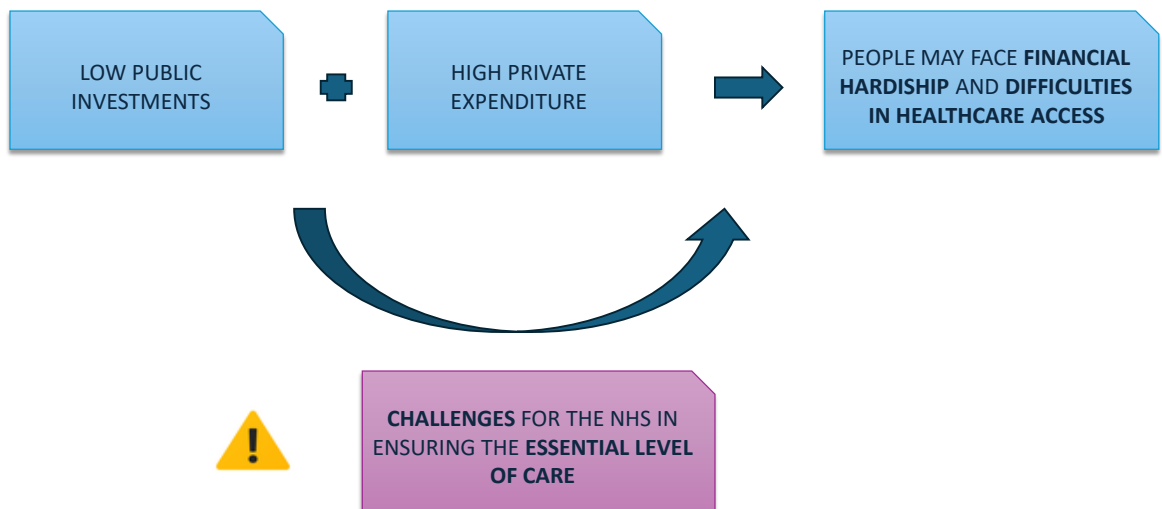 LOW PUBLIC
INVESTMENTS
HIGH PRIVATE
EXPENDITURE
PEOPLE MAY FACE FINANCIAL
HARDISHIP AND DIFFICULTIES
IN HEALTHCARE ACCESS
CHALLENGES FOR THE NHS IN
ENSURING THE ESSENTIAL LEVEL
OF CARE